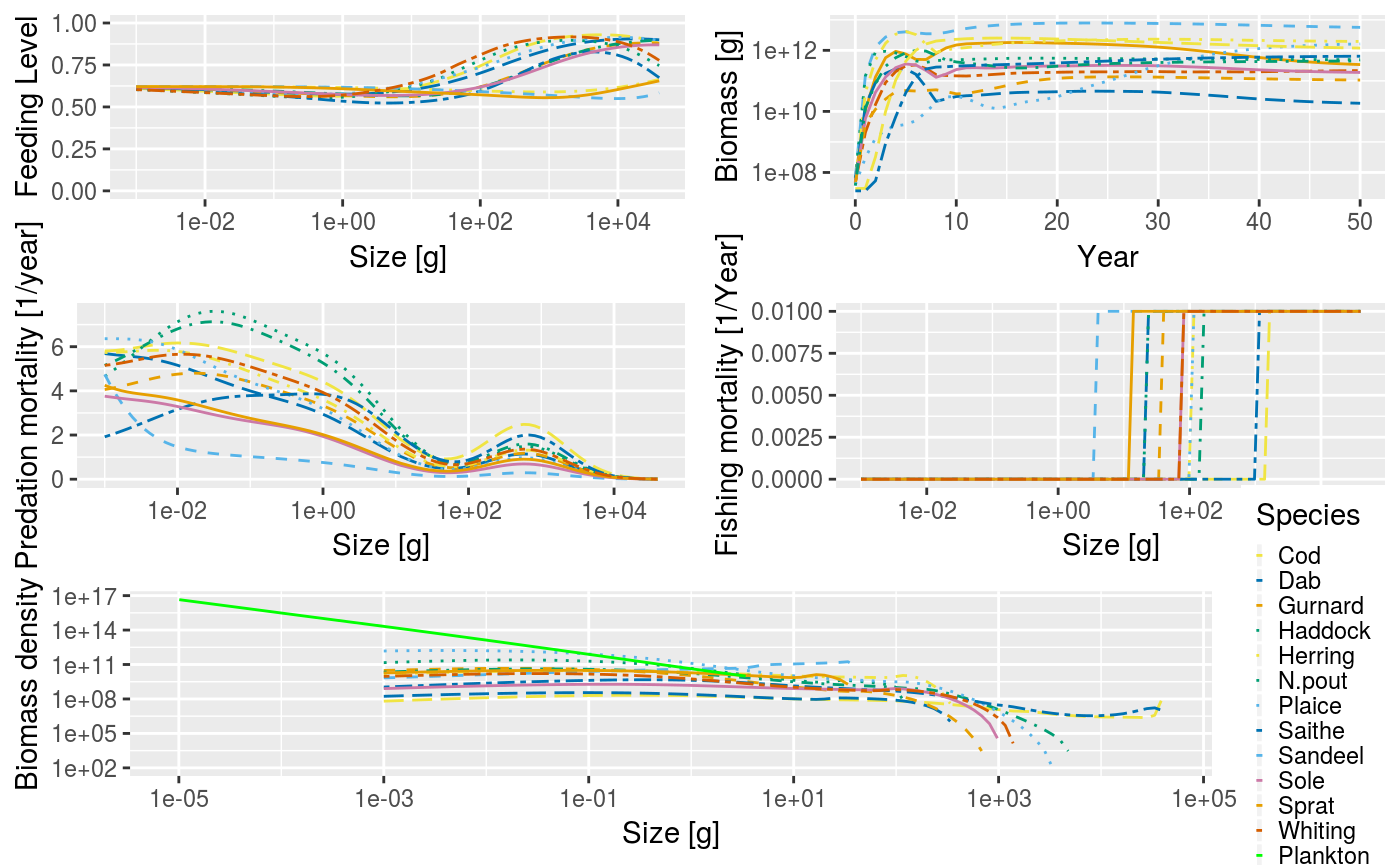 Feeding Level
1.00
0.75
0.50
0.25
0.00
1e-02 1e+00 1e+02 1e+04
Size [g]
Biomass [g]
1e+12
1e+10
1e+08
0 10 20 30 40 50
Year
Predation mortality [1/year]
6
4
2
0
1e-02 1e+00 1e+02 1e+04
Size [g]
Fishing mortality [1/Year]
0.0100
0.0075
0.0050
0.0025
0.0000
1e-02 1e+00 1e+02
Size [g]
Biomass density
1e+17
1e+14
1e+11
1e+08
1e+05
1e+02
1e-05 1e-03 1e-01 1e+01 1e+03 1e+05
Size [g]
Species
Cod
Dab
Gurnard
Haddock
Herring
N.pout
Plaice
Saithe
Sandeel
Sole
Sprat
Whiting
Plankton